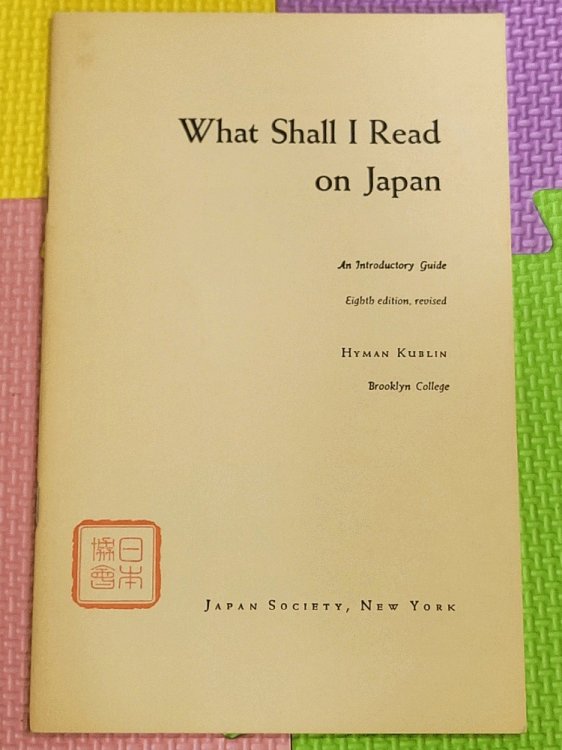 What Shall I Read
on Japan
An Introductory Guide
Eighth edition, revised
HYMAN KUBLIN
Brooklyn College
日本
協會
JAPAN SOCIETY, NEW YORK